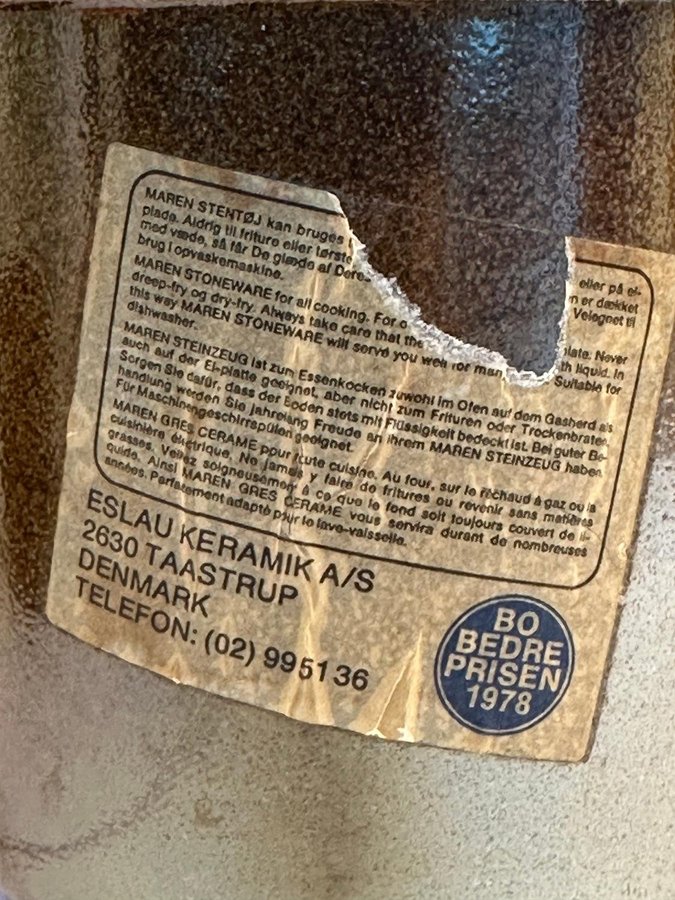 MAREN STENTØJ kan bruges eller på el-
plade. Aldrig til friture eller tørste n er dækket
med væde, så får De glæde af Dere Velegnet til
brug i opvaskemaskine.
MAREN STONEWARE for all cooking. For o plate. Never
dreep-fry og dry-fry. Always take care that the th liquid. In
this way MAREN STONEWARE will serve you well for man Suitable for
dishwasher.
MAREN STEINZEUG ist zum Essenkocken zuwohl im Ofen auf dem Gasherd als
auch auf der El-platte geeignet, aber nicht zum Frituren oder Trockenbraten.
Sorgen Sie dafür, dass der Boden stets mit Flüssigkeit bedeckt ist. Bei guter Be-
handlung werden Sie jahrelang Freude an Ihrem MAREN STEINZEUG haben.
Für Maschinengeschirrspülen geeignet.
MAREN GRES CERAME pour toute cuisine. Au four, sur le réchaud à gaz ou la
cuisinière électrique. Ne jamais y faire de fritures ou revenir sans matières
grasses. Veilez soigneusement à ce que le fond soit toujours couvert de li-
quide. Ainsi MAREN GRES CERAME vous servira durant de nombreuses
années. Parfaitement adapté pour le lave-vaisselle.
ESLAU KERAMIK A/S
2630 TAASTRUP
DENMARK
TELEFON: (02) 995136
BO
BEDRE
PRISEN
1978